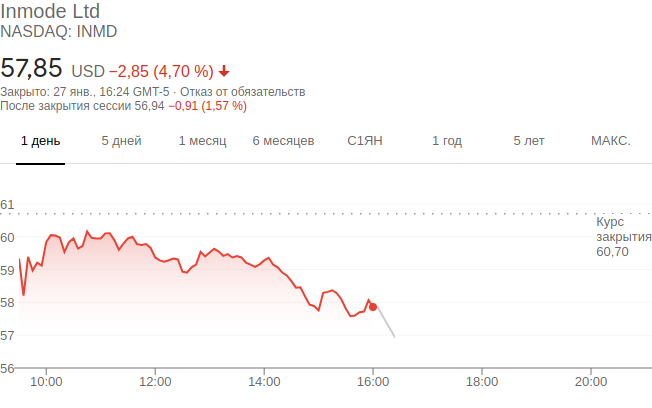 Inmode Ltd
NASDAQ: INMD
57,85 USD −2,85 (4,70 %)
Закрыто: 27 янв., 16:24 GMT-5 · Отказ от обязательств
После закрытия сессии 56,94 −0,91 (1,57 %)
1 день 5 дней 1 месяц 6 месяцев С1ЯН 1 год 5 лет МАКС.
61
Курс
закрытия
60,70
60
59
58
57
56
10:00 12:00 14:00 16:00 18:00 20:00